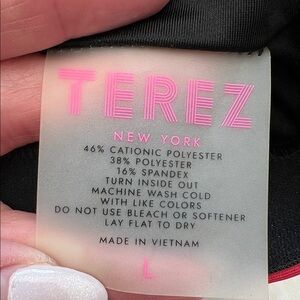 TEREZ
NEW YORK
46% CATIONIC POLYESTER
38% POLYESTER
16% SPANDEX
TURN INSIDE OUT
MACHINE WASH COLD
WITH LIKE COLORS
DO NOT USE BLEACH OR SOFTENER
LAY FLAT TO DRY
MADE IN VIETNAM
L